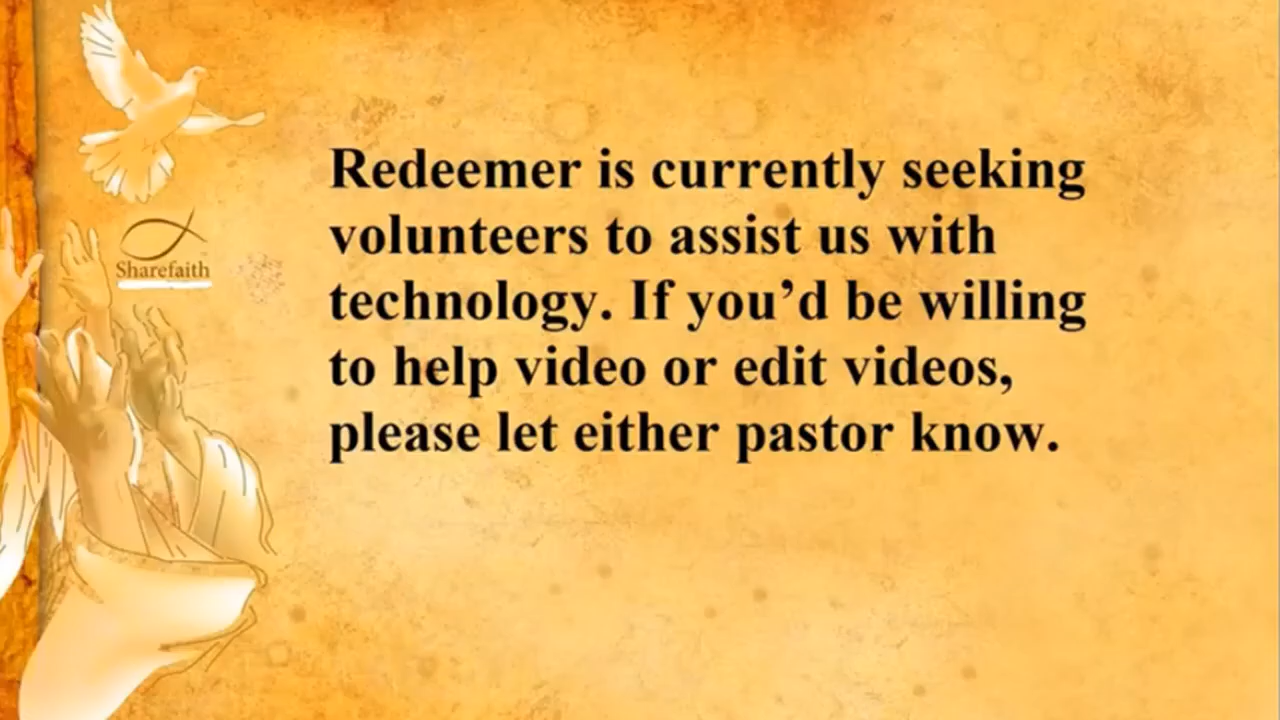 Redeemer is currently seeking
volunteers to assist us with
technology. If you’d be willing
to help video or edit videos,
please let either pastor know.
Sharefaith